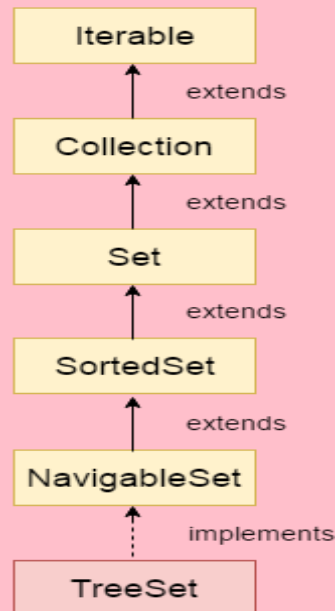 Iterable
extends
Collection
extends
Set
extends
SortedSet
extends
NavigableSet
implements
TreeSet